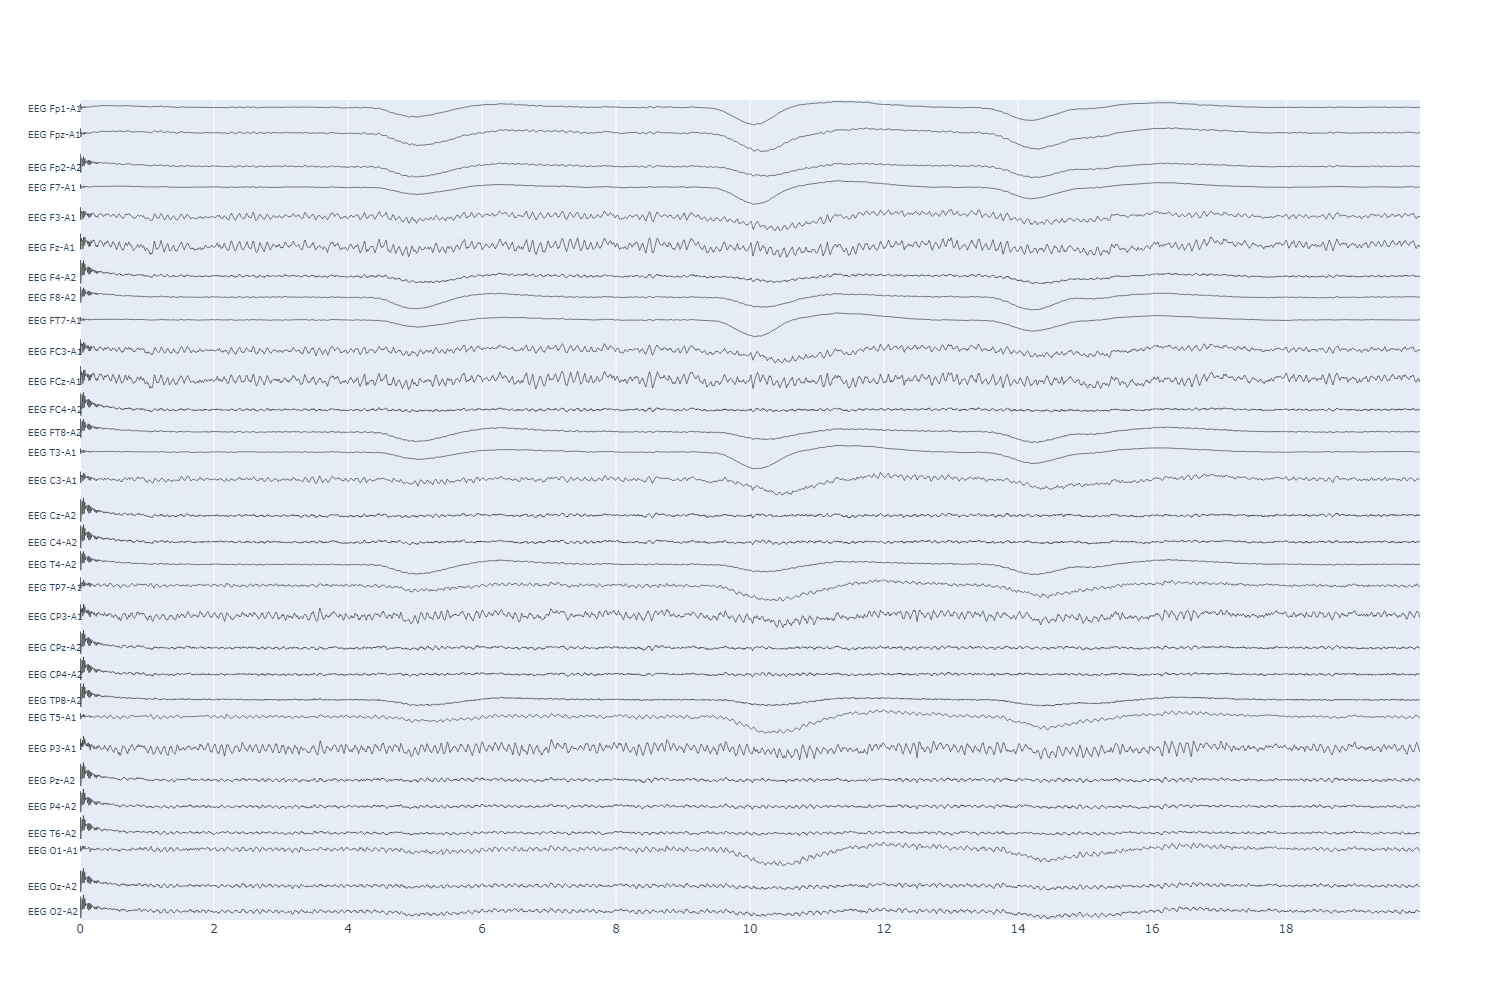 EEG Fp1-A1
EEG Fpz-A1
EEG Fp2-A2
EEG F7-A1
EEG F3-A1
EEG Fz-A1
EEG F4-A2
EEG F8-A2
EEG FT7-A1
EEG FC3-A1
EEG FCz-A1
EEG FC4-A2
EEG FT8-A2
EEG T3-A1
EEG C3-A1
EEG Cz-A2
EEG C4-A2
EEG T4-A2
EEG TP7-A1
EEG CP3-A1
EEG CPz-A2
EEG CP4-A2
EEG TP8-A2
EEG T5-A1
EEG P3-A1
EEG Pz-A2
EEG P4-A2
EEG T6-A2
EEG O1-A1
EEG Oz-A2
EEG O2-A2
0 2 4 6 8 10 12 14 16 18